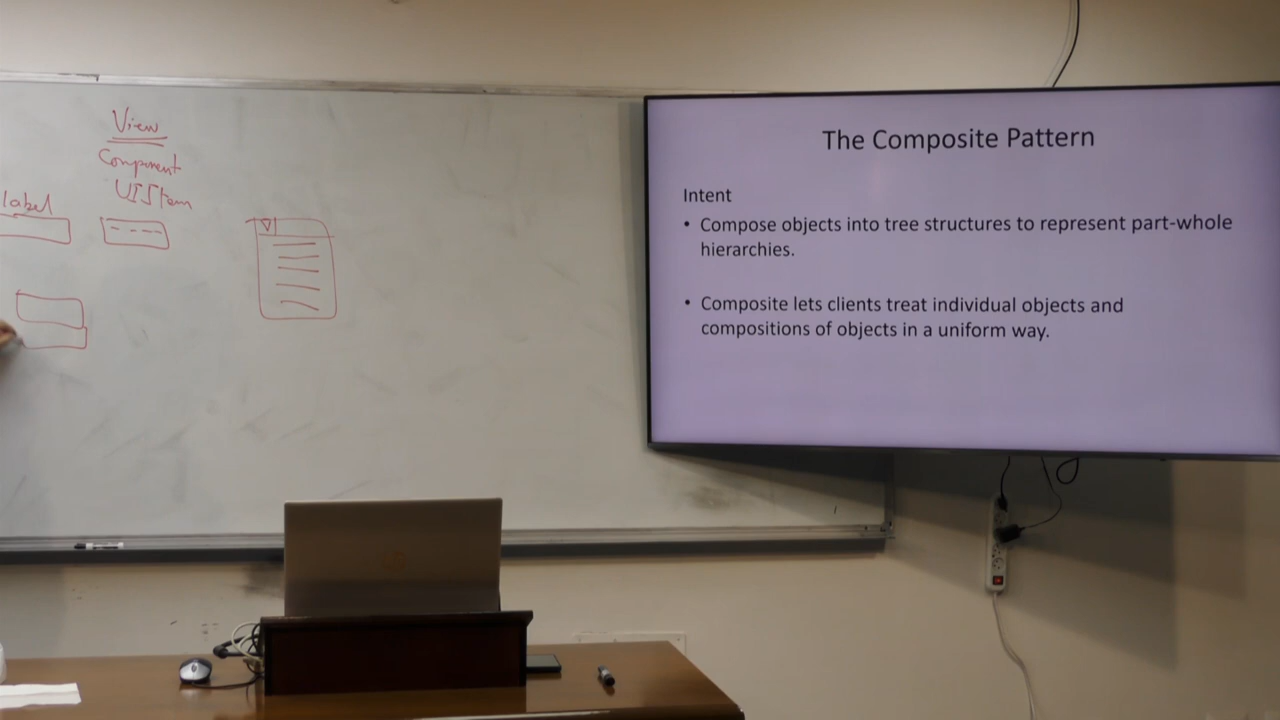 View
Component
UIItem
label
The Composite Pattern
Intent
• Compose objects into tree structures to represent part-whole
hierarchies.
• Composite lets clients treat individual objects and
compositions of objects in a uniform way.